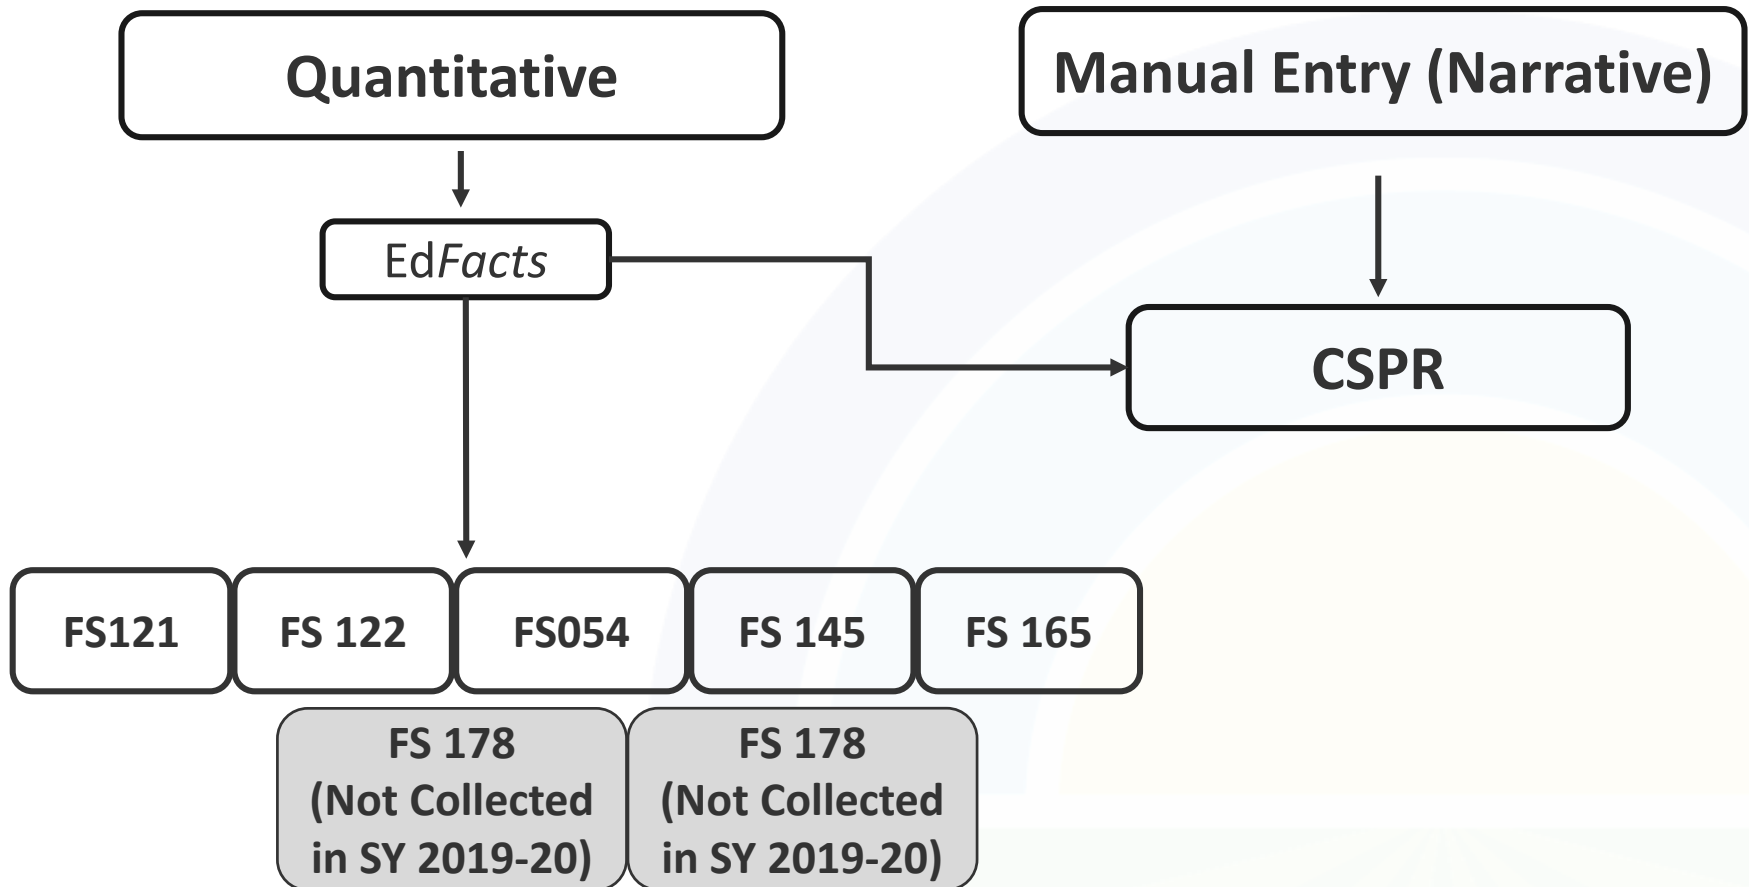 Quantitative
Manual Entry (Narrative)
EdFacts
CSPR
FS121
FS 122
FS054
FS 145
FS 165
FS 178
(Not Collected
in SY 2019-20)
FS 178
(Not Collected
in SY 2019-20)